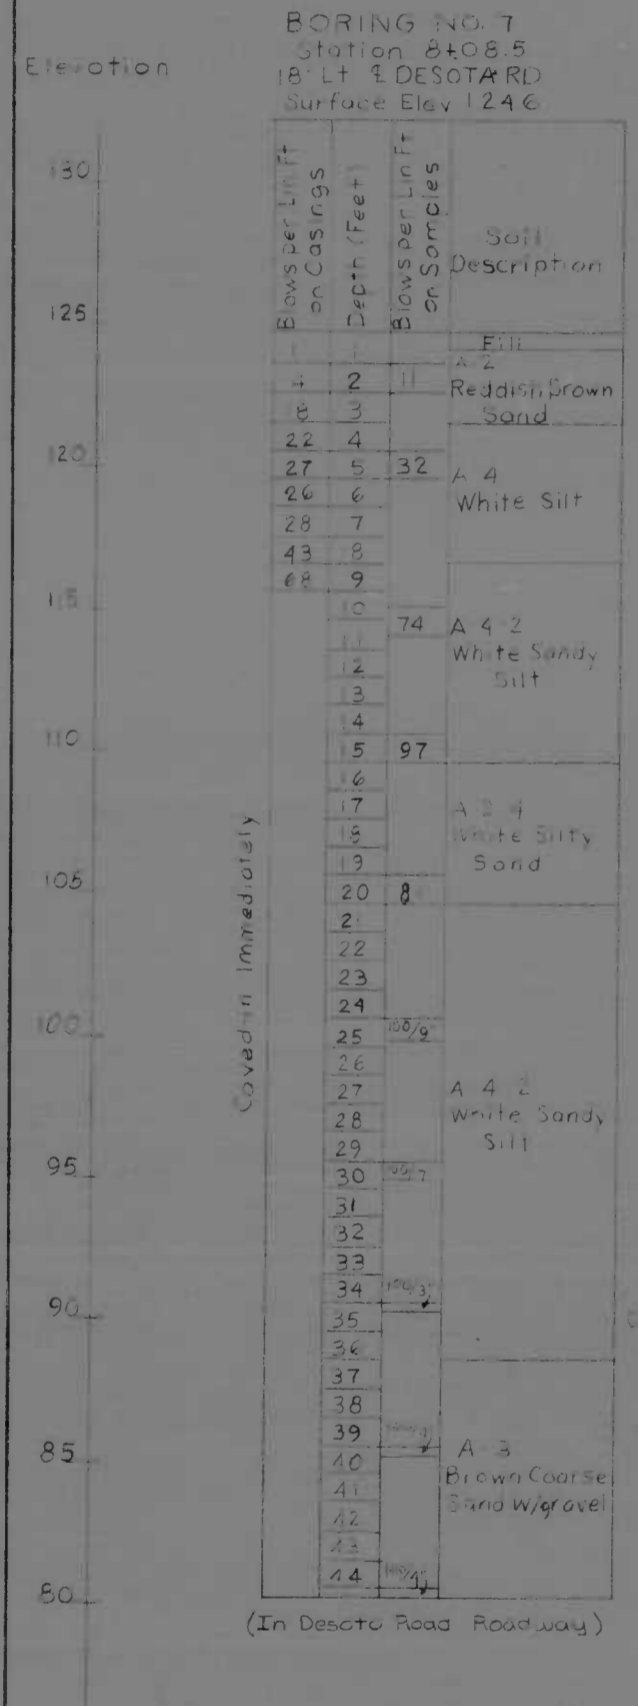 BORING NO. 7
Station 8+08.5
18' Lt ℄ DESOTA RD
Surface Elev 124.6
Elevation
Blows per Lin Ft on Casings
Depth (Feet)
Blows per Lin Ft on Samples
Soil
Description
130
125
120
115
110
105
100
95
90
85
80
Fill
1 1
A-2
4 2 11
Reddish Brown
8 3
Sand
22 4
27 5 32
A 4
26 6
White Silt
28 7
43 8
68 9
10
74 A 4-2
11
White Sandy
12
Silt
13
14
15 97
16
17
A 2 4
18
White Silty
19
Sand
20
21
22
23
24
25 100/9"
26
27
A 4 2
28
White Sandy
29
Silt
30 100/7
31
32
33
34 100/3"
35
36
37
38
39
A-3
40
Brown Coarse
41
Sand w/gravel
42
43
44
Caved in Immediately
(In Desoto Road Roadway)